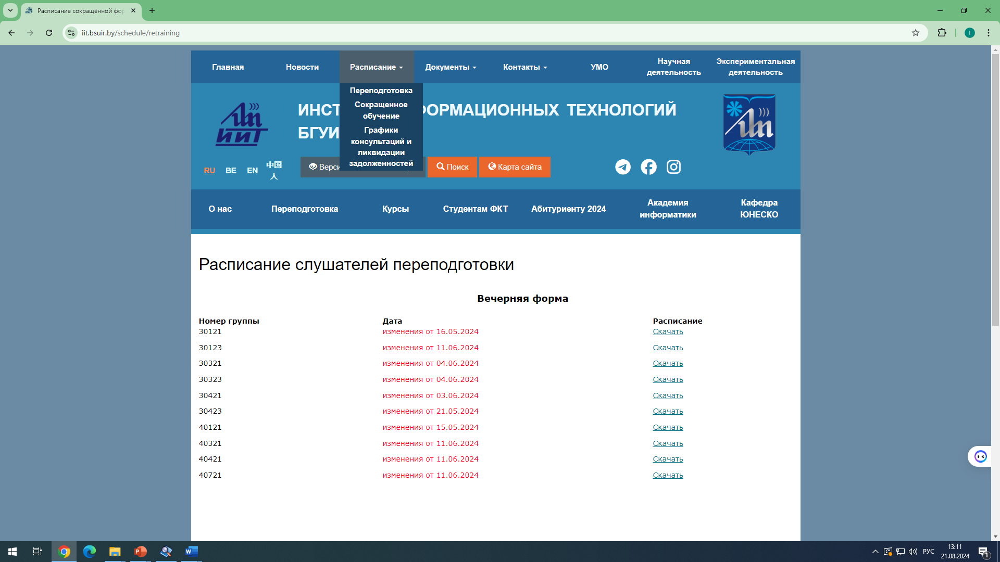 Расписание сокращённой фор
iit.bsuir.by/schedule/retraining
Главная
Новости
Расписание
Документы
Контакты
УМО
Научная
деятельность
Экспериментальная
деятельность
Переподготовка
Сокращенное
обучение
Графики
консультаций и
ликвидации
задолженностей
ИНСТ
ФОРМАЦИОННЫХ ТЕХНОЛОГИЙ
БГУИ
ИИТ
RU
BE
EN
中国
人
Верси
Поиск
Карта сайта
О нас
Переподготовка
Курсы
Студентам ФКТ
Абитуриенту 2024
Академия
информатики
Кафедра
ЮНЕСКО
Расписание слушателей переподготовки
Вечерняя форма
Номер группы Дата Расписание
30121 изменения от 16.05.2024 Скачать
30123 изменения от 11.06.2024 Скачать
30321 изменения от 04.06.2024 Скачать
30323 изменения от 04.06.2024 Скачать
30421 изменения от 03.06.2024 Скачать
30423 изменения от 21.05.2024 Скачать
40121 изменения от 15.05.2024 Скачать
40321 изменения от 11.06.2024 Скачать
40421 изменения от 11.06.2024 Скачать
40721 изменения от 11.06.2024 Скачать
РУС
13:11
21.08.2024
1